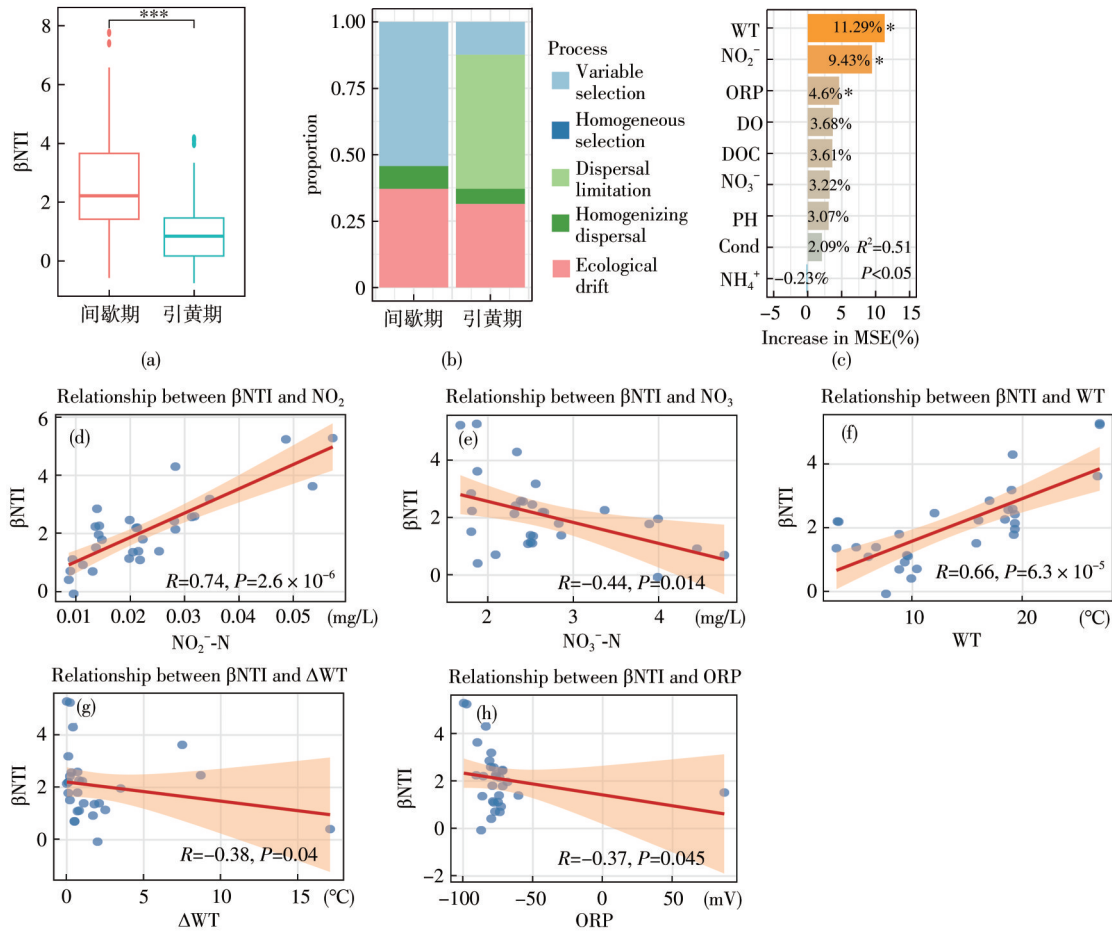 ***
8
6
4
2
0
βNTI
间歇期
引黄期
(a)
1.00
0.75
0.50
0.25
0
proportion
间歇期
引黄期
(b)
Process
Variable
selection
Homogeneous
selection
Dispersal
limitation
Homogenizing
dispersal
Ecological
drift
WT
11.29% *
NO₂⁻
9.43% *
ORP
4.6% *
DO
3.68%
DOC
3.61%
NO₃⁻
3.22%
PH
3.07%
Cond
2.09%
R²=0.51
NH₄⁺
−0.23%
P<0.05
−5 0 5 10 15
Increase in MSE(%)
(c)
Relationship between βNTI and NO₂
(d)
6
4
2
0
βNTI
R=0.74, P=2.6 × 10⁻⁶
0.01 0.02 0.03 0.04 0.05 (mg/L)
NO₂⁻-N
Relationship between βNTI and NO₃
(e)
4
2
0
βNTI
R=−0.44, P=0.014
2 3 4 (mg/L)
NO₃⁻-N
Relationship between βNTI and WT
(f)
4
2
0
βNTI
R=0.66, P=6.3 × 10⁻⁵
10 20 (℃)
WT
Relationship between βNTI and ΔWT
(g)
4
2
0
βNTI
R=−0.38, P=0.04
0 5 10 15 (℃)
ΔWT
Relationship between βNTI and ORP
(h)
4
2
0
−2
βNTI
R=−0.37, P=0.045
−100 −50 0 50 (mV)
ORP